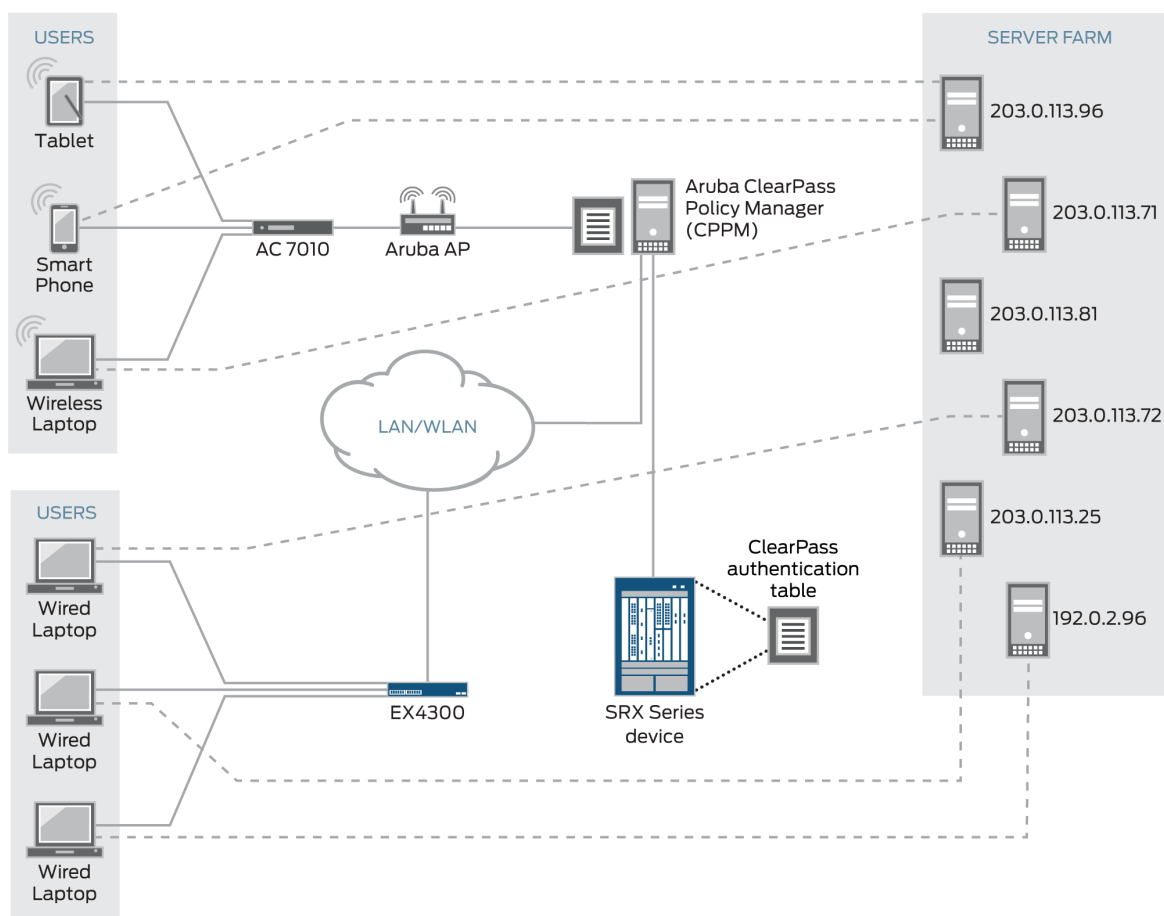 USERS
Tablet
Smart
Phone
Wireless
Laptop
AC 7010
Aruba AP
Aruba ClearPass
Policy Manager
(CPPM)
LAN/WLAN
USERS
Wired
Laptop
Wired
Laptop
Wired
Laptop
EX4300
SRX Series
device
ClearPass
authentication
table
SERVER FARM
203.0.113.96
203.0.113.71
203.0.113.81
203.0.113.72
203.0.113.25
192.0.2.96